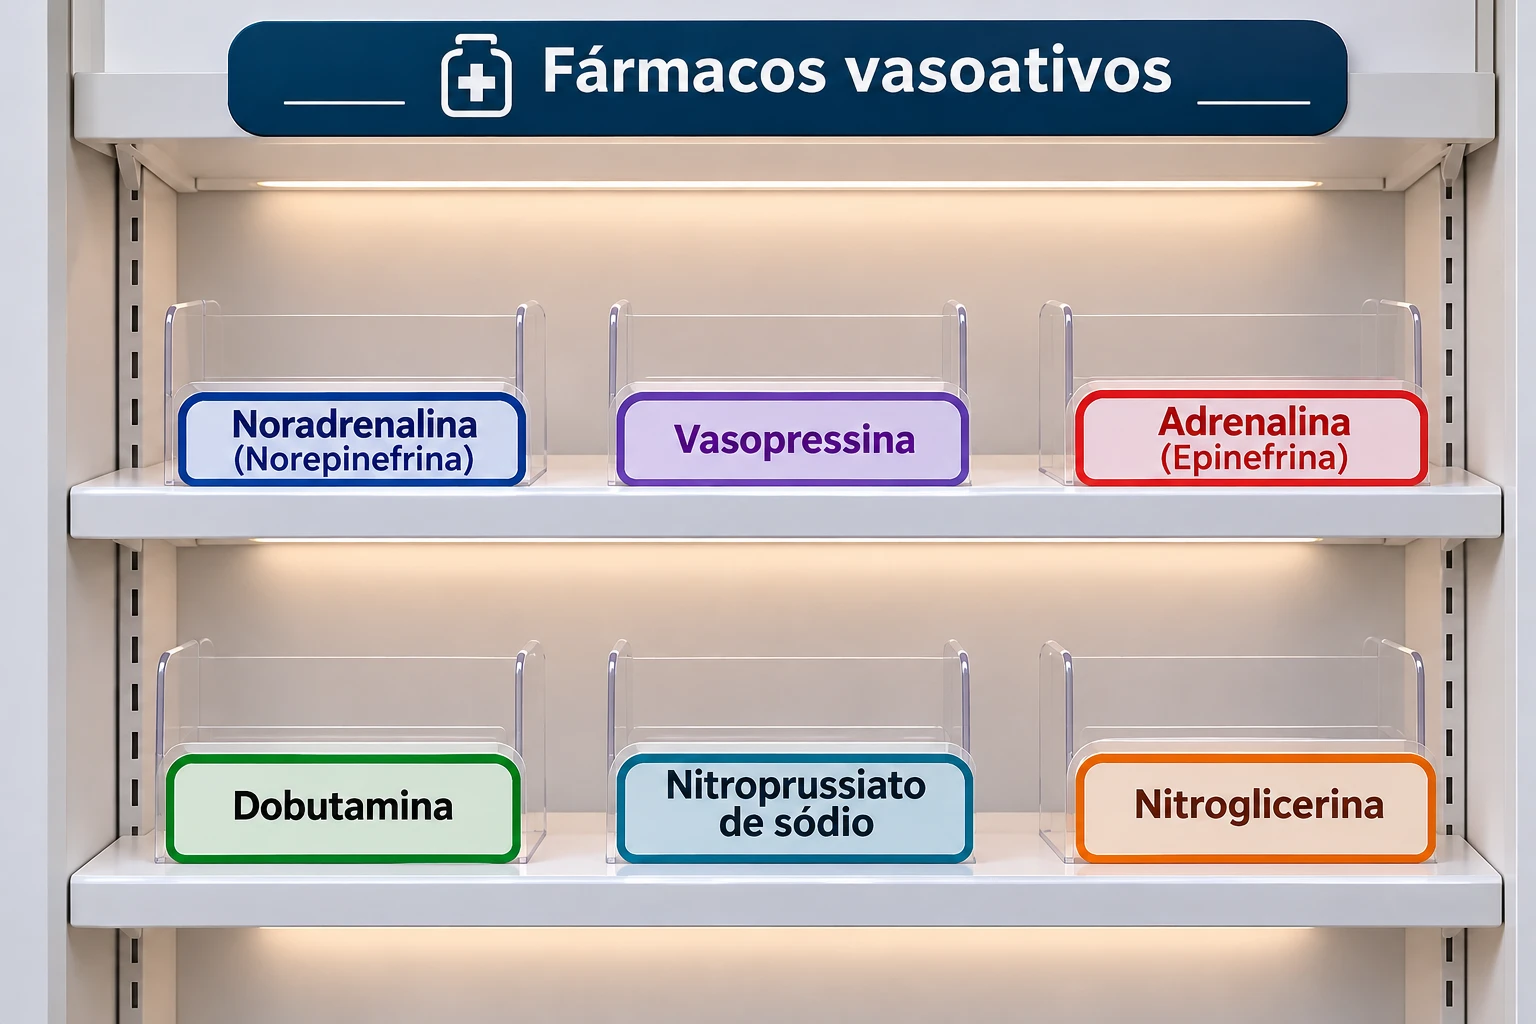 Fármacos vasoativos
Noradrenalina
(Norepinefrina)
Vasopressina
Adrenalina
(Epinefrina)
Dobutamina
Nitroprussiato
de sódio
Nitroglicerina